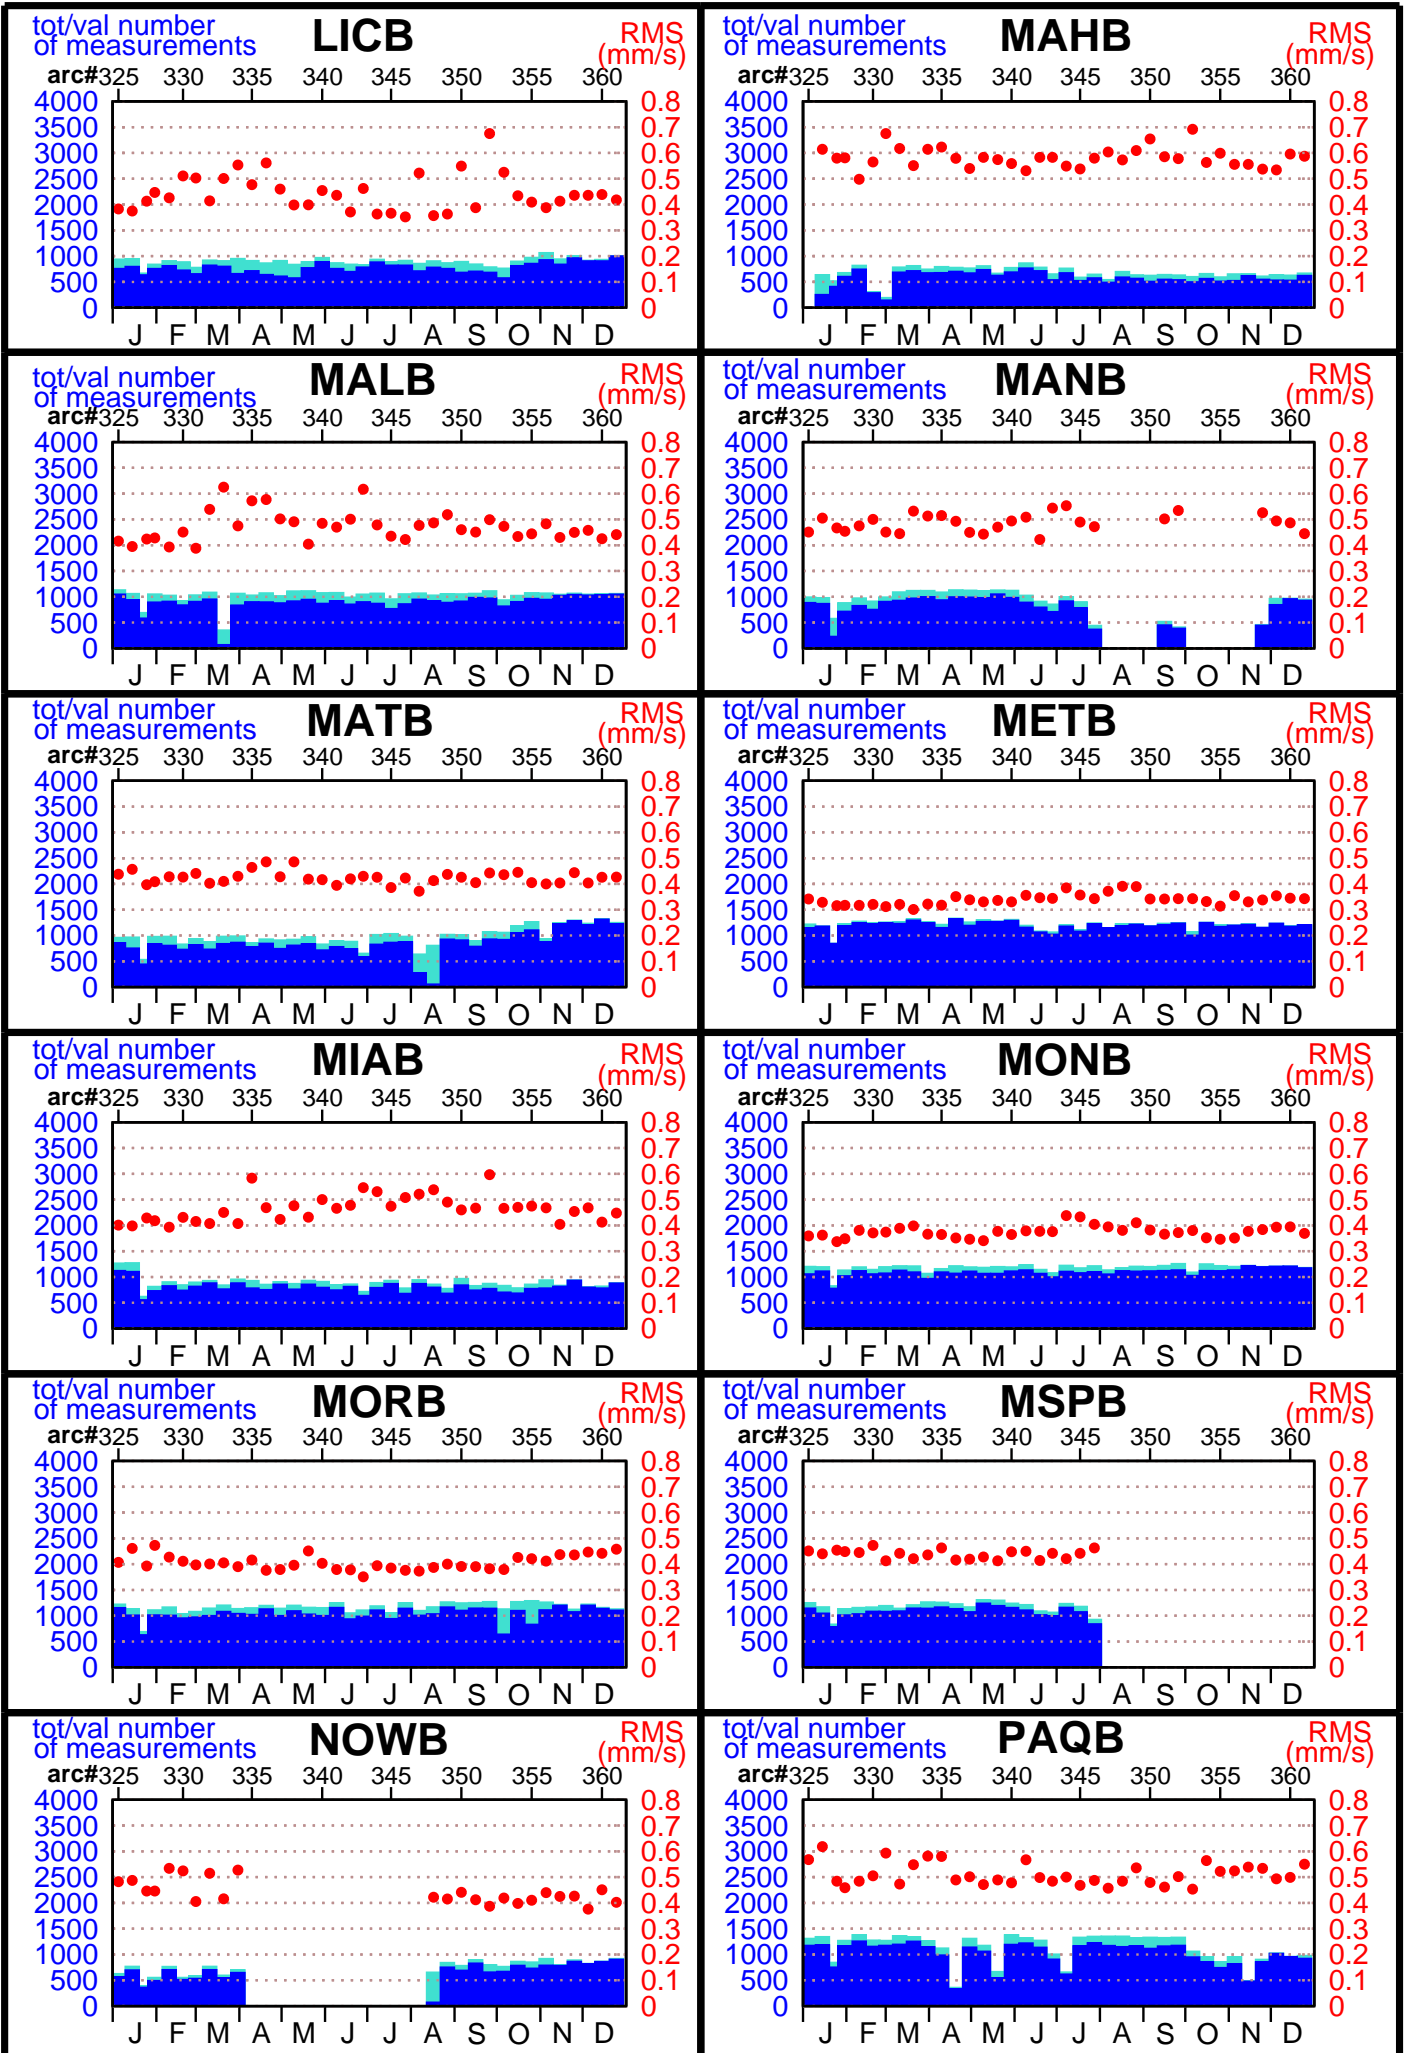 tot/val number
of measurements
LICB
RMS
(mm/s)
arc#325 330 335 340 345 350 355 360
4000 0.8
3500 0.7
3000 0.6
2500 0.5
2000 0.4
1500 0.3
1000 0.2
500 0.1
0 0
J F M A M J J A S O N D
tot/val number
of measurements
MAHB
RMS
(mm/s)
arc#325 330 335 340 345 350 355 360
4000 0.8
3500 0.7
3000 0.6
2500 0.5
2000 0.4
1500 0.3
1000 0.2
500 0.1
0 0
J F M A M J J A S O N D
tot/val number
of measurements
MALB
RMS
(mm/s)
arc#325 330 335 340 345 350 355 360
4000 0.8
3500 0.7
3000 0.6
2500 0.5
2000 0.4
1500 0.3
1000 0.2
500 0.1
0 0
J F M A M J J A S O N D
tot/val number
of measurements
MANB
RMS
(mm/s)
arc#325 330 335 340 345 350 355 360
4000 0.8
3500 0.7
3000 0.6
2500 0.5
2000 0.4
1500 0.3
1000 0.2
500 0.1
0 0
J F M A M J J A S O N D
tot/val number
of measurements
MATB
RMS
(mm/s)
arc#325 330 335 340 345 350 355 360
4000 0.8
3500 0.7
3000 0.6
2500 0.5
2000 0.4
1500 0.3
1000 0.2
500 0.1
0 0
J F M A M J J A S O N D
tot/val number
of measurements
METB
RMS
(mm/s)
arc#325 330 335 340 345 350 355 360
4000 0.8
3500 0.7
3000 0.6
2500 0.5
2000 0.4
1500 0.3
1000 0.2
500 0.1
0 0
J F M A M J J A S O N D
tot/val number
of measurements
MIAB
RMS
(mm/s)
arc#325 330 335 340 345 350 355 360
4000 0.8
3500 0.7
3000 0.6
2500 0.5
2000 0.4
1500 0.3
1000 0.2
500 0.1
0 0
J F M A M J J A S O N D
tot/val number
of measurements
MONB
RMS
(mm/s)
arc#325 330 335 340 345 350 355 360
4000 0.8
3500 0.7
3000 0.6
2500 0.5
2000 0.4
1500 0.3
1000 0.2
500 0.1
0 0
J F M A M J J A S O N D
tot/val number
of measurements
MORB
RMS
(mm/s)
arc#325 330 335 340 345 350 355 360
4000 0.8
3500 0.7
3000 0.6
2500 0.5
2000 0.4
1500 0.3
1000 0.2
500 0.1
0 0
J F M A M J J A S O N D
tot/val number
of measurements
MSPB
RMS
(mm/s)
arc#325 330 335 340 345 350 355 360
4000 0.8
3500 0.7
3000 0.6
2500 0.5
2000 0.4
1500 0.3
1000 0.2
500 0.1
0 0
J F M A M J J A S O N D
tot/val number
of measurements
NOWB
RMS
(mm/s)
arc#325 330 335 340 345 350 355 360
4000 0.8
3500 0.7
3000 0.6
2500 0.5
2000 0.4
1500 0.3
1000 0.2
500 0.1
0 0
J F M A M J J A S O N D
tot/val number
of measurements
PAQB
RMS
(mm/s)
arc#325 330 335 340 345 350 355 360
4000 0.8
3500 0.7
3000 0.6
2500 0.5
2000 0.4
1500 0.3
1000 0.2
500 0.1
0 0
J F M A M J J A S O N D